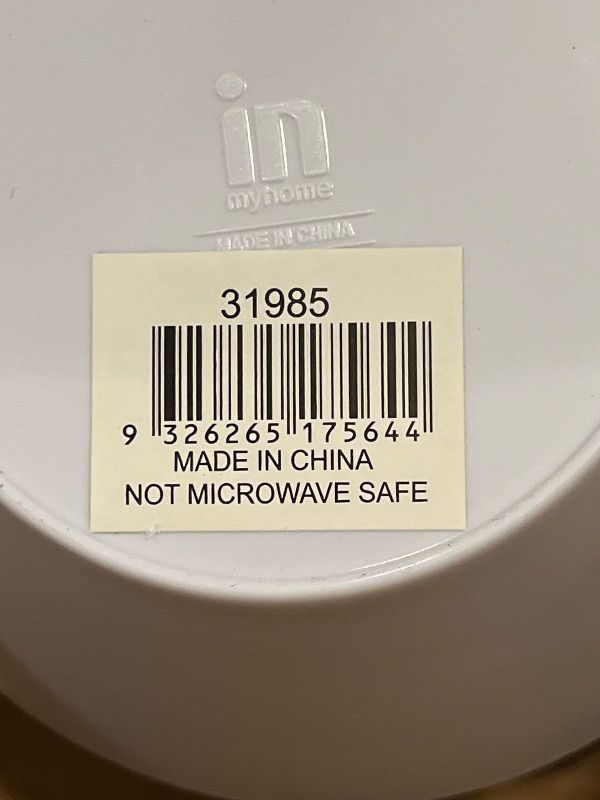 in
myhome
MADE IN CHINA
31985
9 326265 175644
MADE IN CHINA
NOT MICROWAVE SAFE